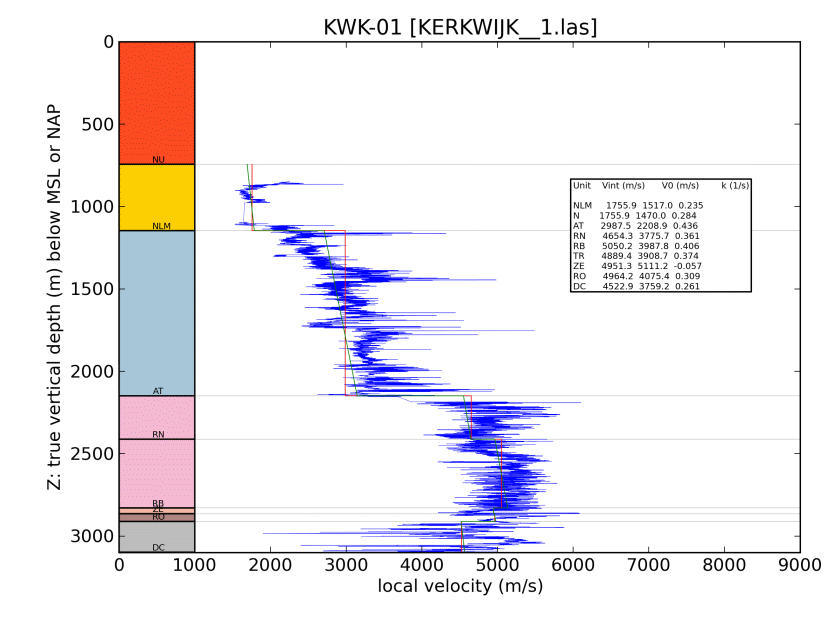 KWK-01 [KERKWIJK__1.las]
0
500
1000
1500
2000
2500
3000
Z: true vertical depth (m) below MSL or NAP
NU
NLM
AT
RN
RB
ZE
RO
DC
Unit Vint (m/s) V0 (m/s) k (1/s)
NLM 1755.9 1517.0 0.235
N 1755.9 1470.0 0.284
AT 2987.5 2208.9 0.436
RN 4654.3 3775.7 0.361
RB 5050.2 3987.8 0.406
TR 4889.4 3908.7 0.374
ZE 4951.3 5111.2 -0.057
RO 4964.2 4075.4 0.309
DC 4522.9 3759.2 0.261
0 1000 2000 3000 4000 5000 6000 7000 8000 9000
local velocity (m/s)